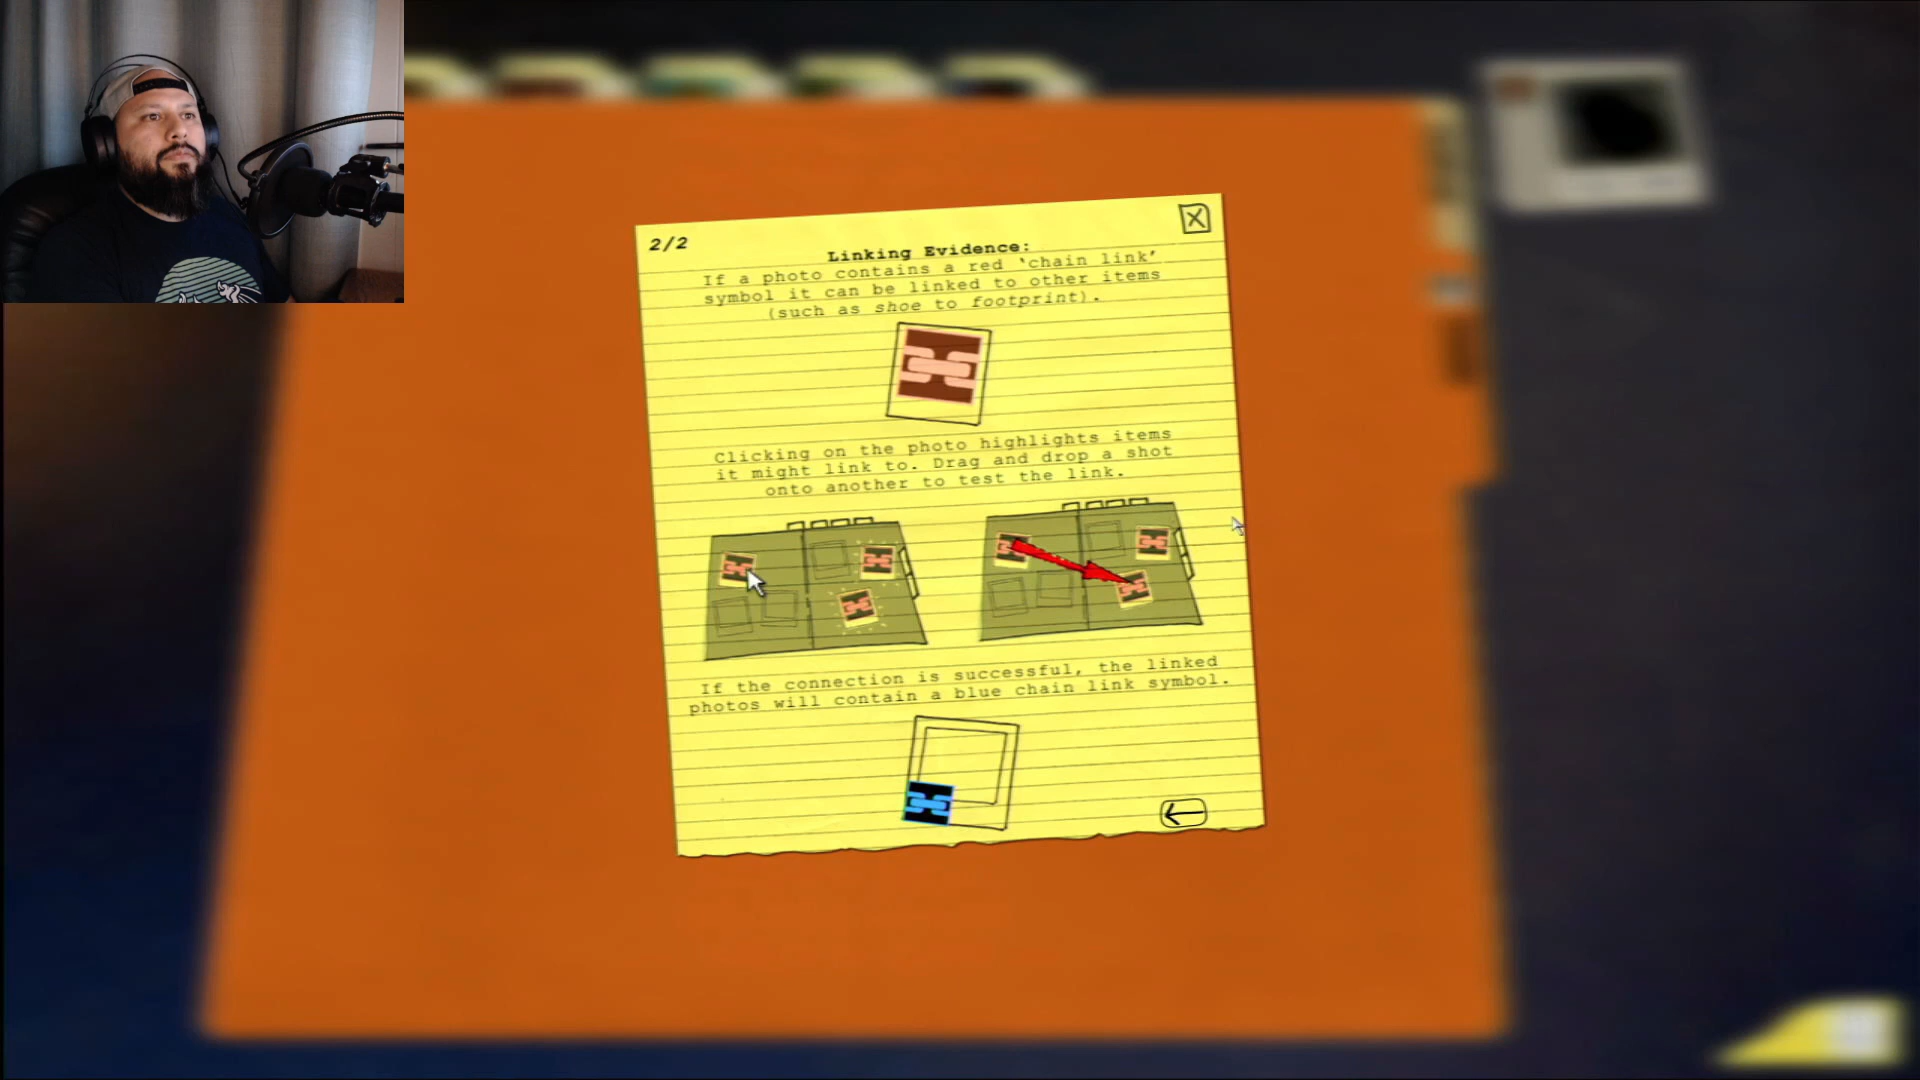 2/2
Linking Evidence:
If a photo contains a red 'chain link'
symbol it can be linked to other items
(such as shoe to footprint).
Clicking on the photo highlights items
it might link to. Drag and drop a shot
onto another to test the link.
If the connection is successful, the linked
photos will contain a blue chain link symbol.